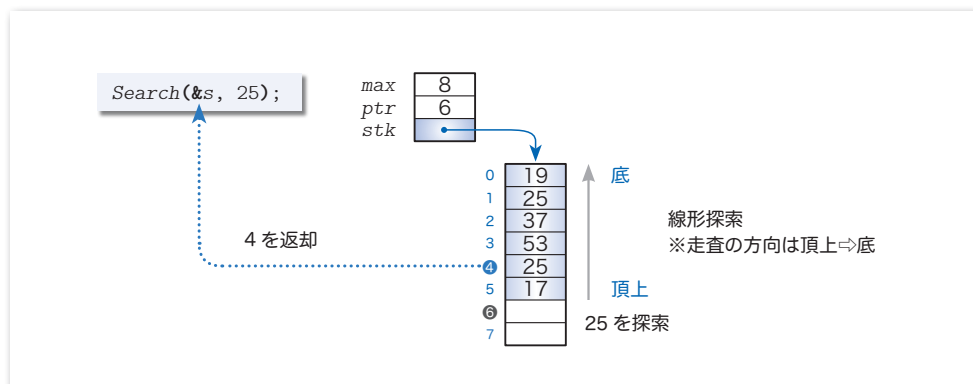 Search(&s, 25);
max 8
ptr 6
stk
0 19 底
1 25
2 37
3 53
4 25
5 17 頂上
6
7
4 を返却
線形探索
※走査の方向は頂上⇨底
25 を探索